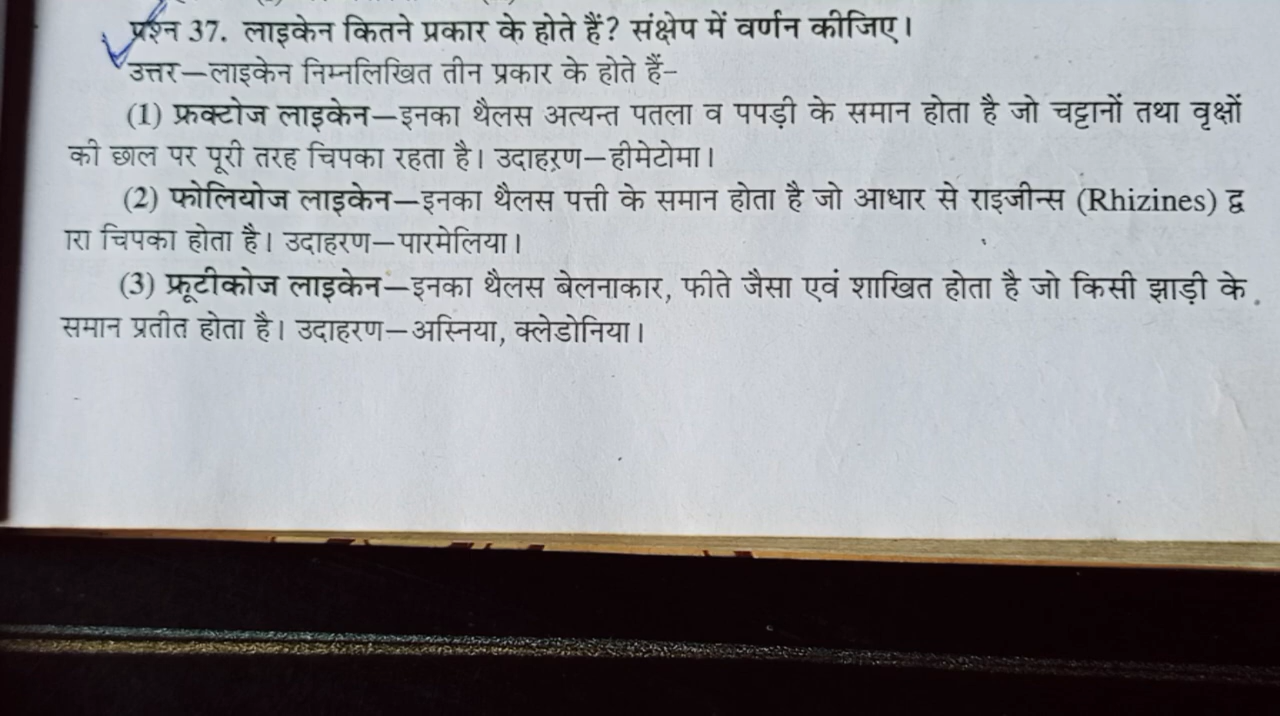 प्रश्न 37. लाइकेन कितने प्रकार के होते हैं? संक्षेप में वर्णन कीजिए।
उत्तर—लाइकेन निम्नलिखित तीन प्रकार के होते हैं-
(1) फ्रक्टोज लाइकेन—इनका थैलस अत्यन्त पतला व पपड़ी के समान होता है जो चट्टानों तथा वृक्षों
की छाल पर पूरी तरह चिपका रहता है। उदाहरण—हीमेटोमा।
(2) फोलियोज लाइकेन—इनका थैलस पत्ती के समान होता है जो आधार से राइजीन्स (Rhizines) द्व
ारा चिपका होता है। उदाहरण—पारमेलिया।
(3) फ्रूटीकोज लाइकेन—इनका थैलस बेलनाकार, फीते जैसा एवं शाखित होता है जो किसी झाड़ी के
समान प्रतीत होता है। उदाहरण—अस्निया, क्लेडोनिया।